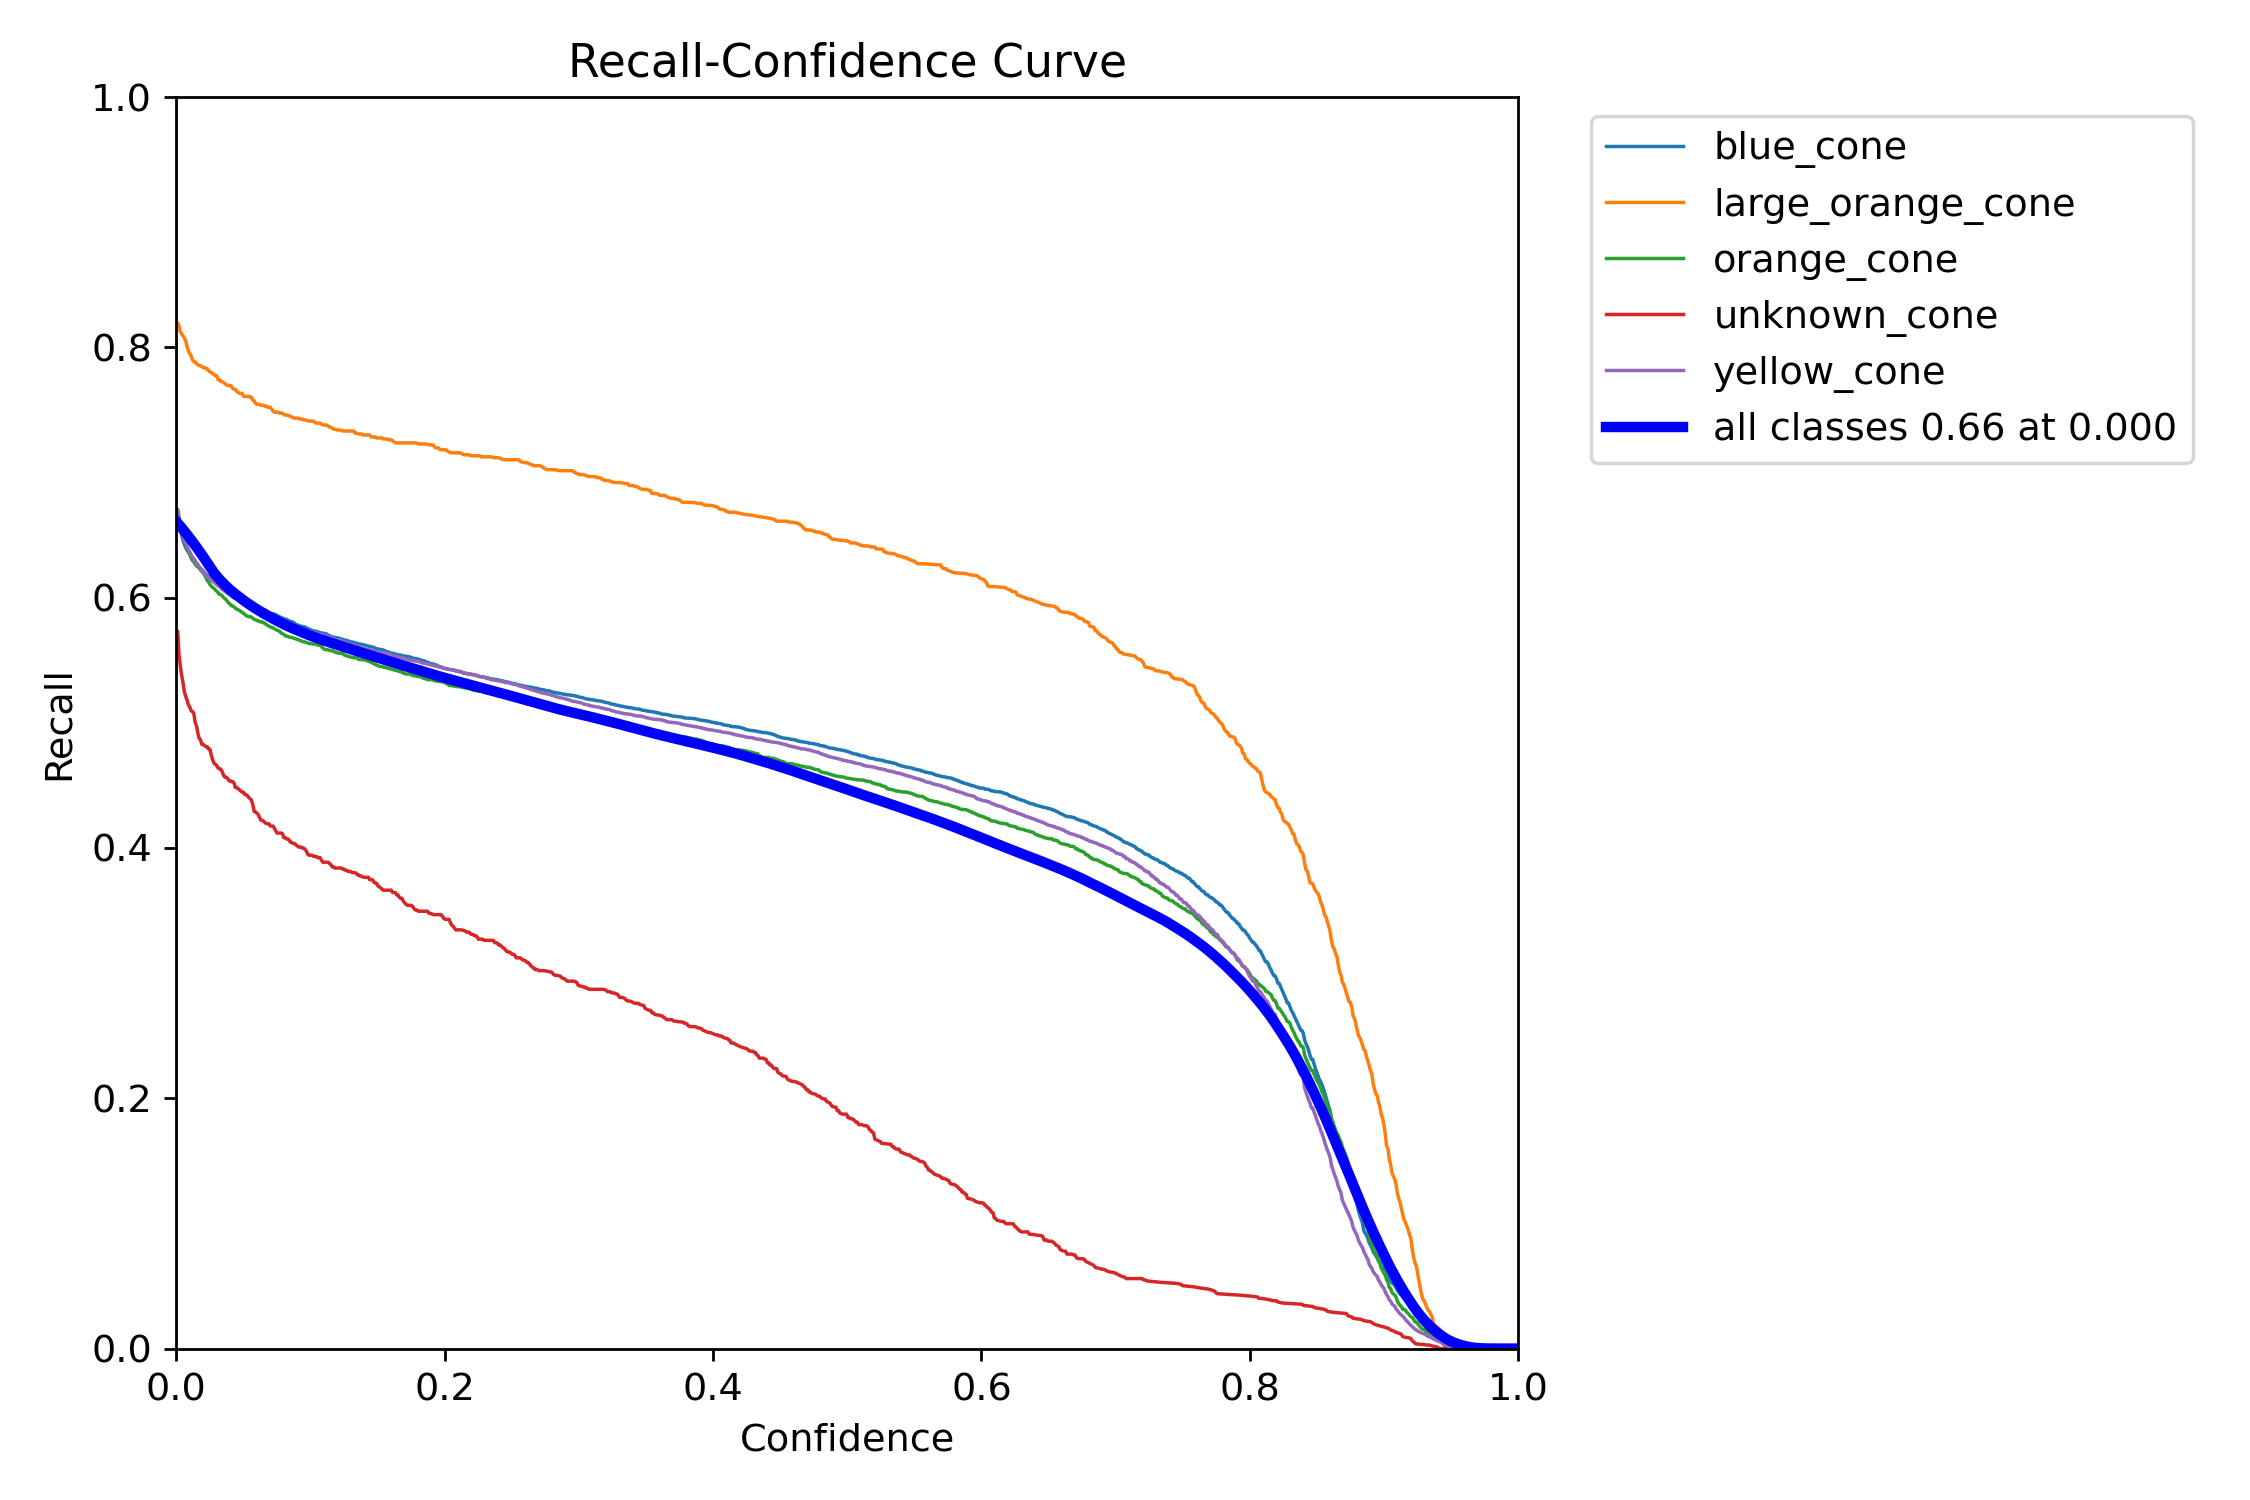 Recall-Confidence Curve
1.0
0.8
0.6
0.4
0.2
0.0
Recall
0.0 0.2 0.4 0.6 0.8 1.0
Confidence
blue_cone
large_orange_cone
orange_cone
unknown_cone
yellow_cone
all classes 0.66 at 0.000